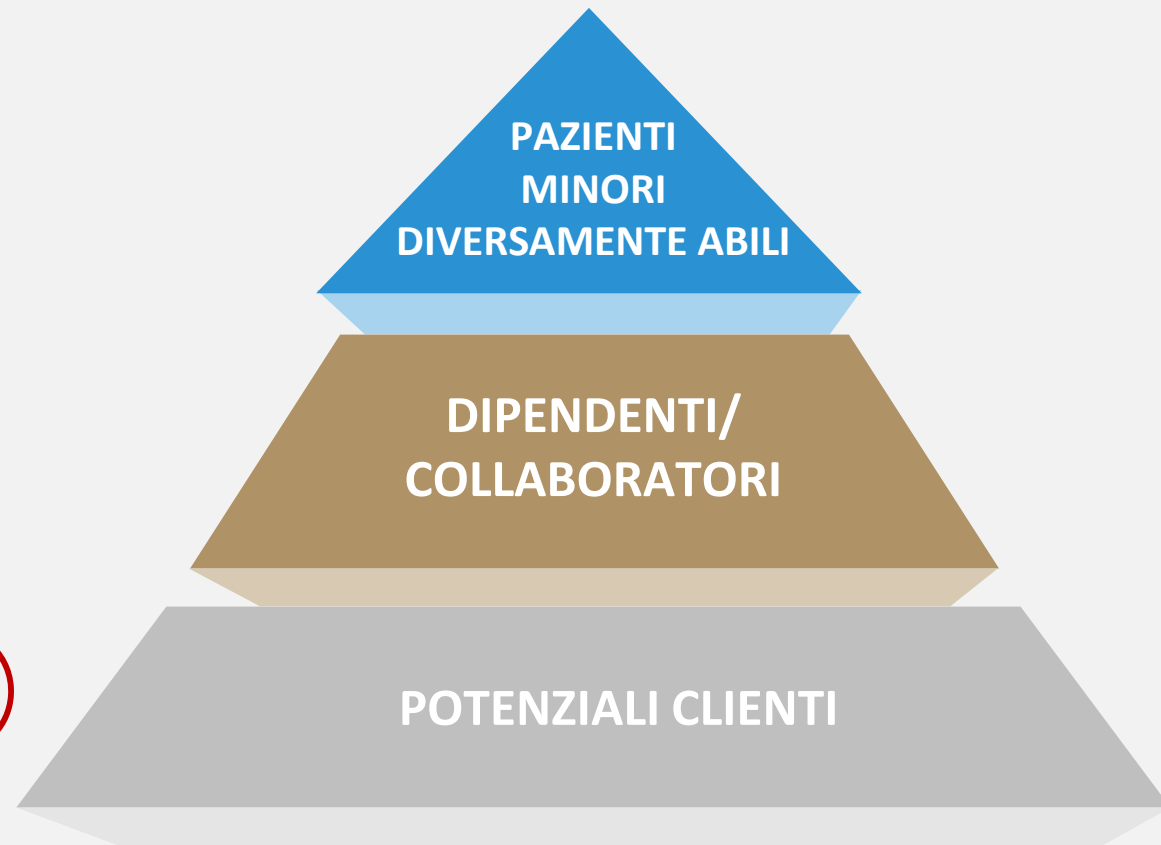 PAZIENTI
MINORI
DIVERSAMENTE ABILI
DIPENDENTI/
COLLABORATORI
POTENZIALI CLIENTI